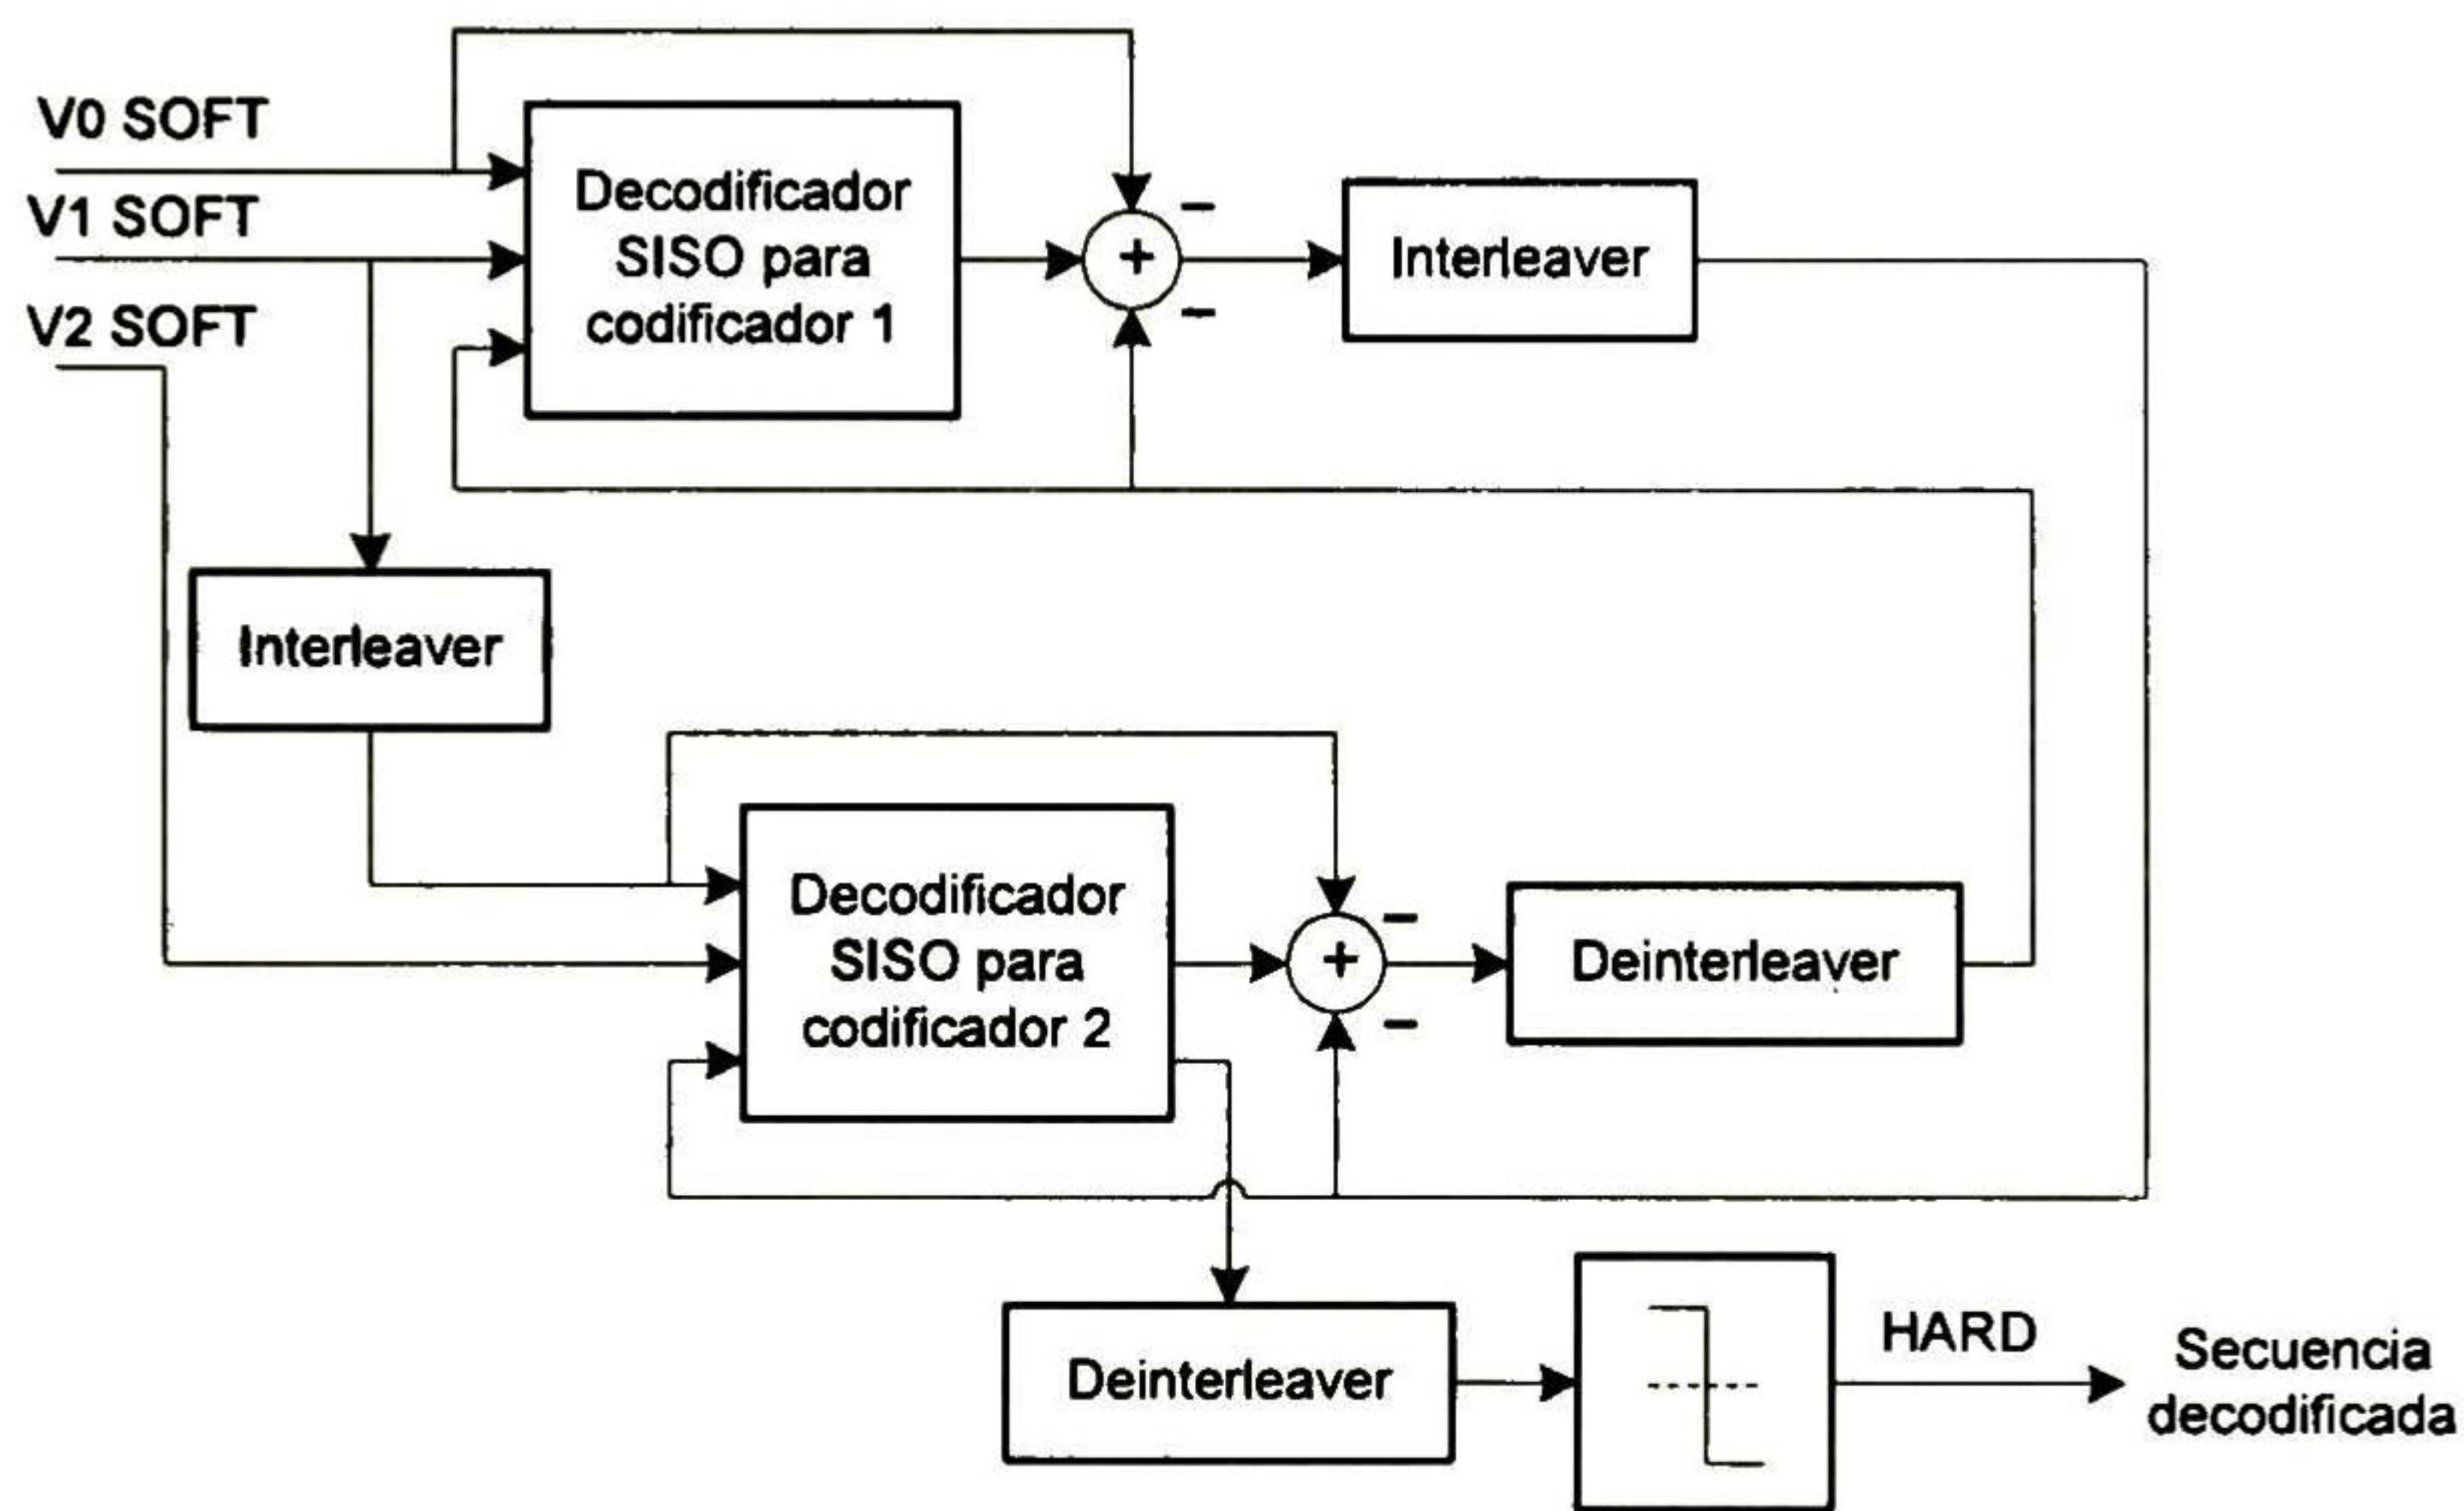 V0 SOFT
V1 SOFT
V2 SOFT
Decodificador
SISO para
codificador 1
+
−
−
Interleaver
Interleaver
Decodificador
SISO para
codificador 2
+
−
−
Deinterleaver
Deinterleaver
HARD
Secuencia
decodificada